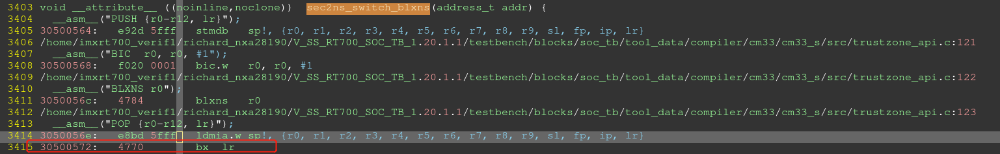 3403 void __attribute__ ((noinline,noclone))  sec2ns_switch_blxns(address_t addr) {
3404   __asm__("PUSH {r0-r12, lr}");
3405 30500564:   e92d 5fff   stmdb   sp!, {r0, r1, r2, r3, r4, r5, r6, r7, r8, r9, sl, fp, ip, lr}
3406 /home/imxrt700_verif1/richard_nxa28190/V_SS_RT700_SOC_TB_1.20.1.1/testbench/blocks/soc_tb/tool_data/compiler/cm33/cm33_s/src/trustzone_api.c:121
3407   __asm__("BIC  r0, r0, #1");
3408 30500568:   f020 0001   bic.w   r0, r0, #1
3409 /home/imxrt700_verif1/richard_nxa28190/V_SS_RT700_SOC_TB_1.20.1.1/testbench/blocks/soc_tb/tool_data/compiler/cm33/cm33_s/src/trustzone_api.c:122
3410   __asm__("BLXNS r0");
3411 3050056c:   4784        blxns   r0
3412 /home/imxrt700_verif1/richard_nxa28190/V_SS_RT700_SOC_TB_1.20.1.1/testbench/blocks/soc_tb/tool_data/compiler/cm33/cm33_s/src/trustzone_api.c:123
3413   __asm__("POP {r0-r12, lr}");
3414 3050056e:   e8bd 5fff   ldmia.w sp!, {r0, r1, r2, r3, r4, r5, r6, r7, r8, r9, sl, fp, ip, lr}
3415 30500572:   4770        bx  lr